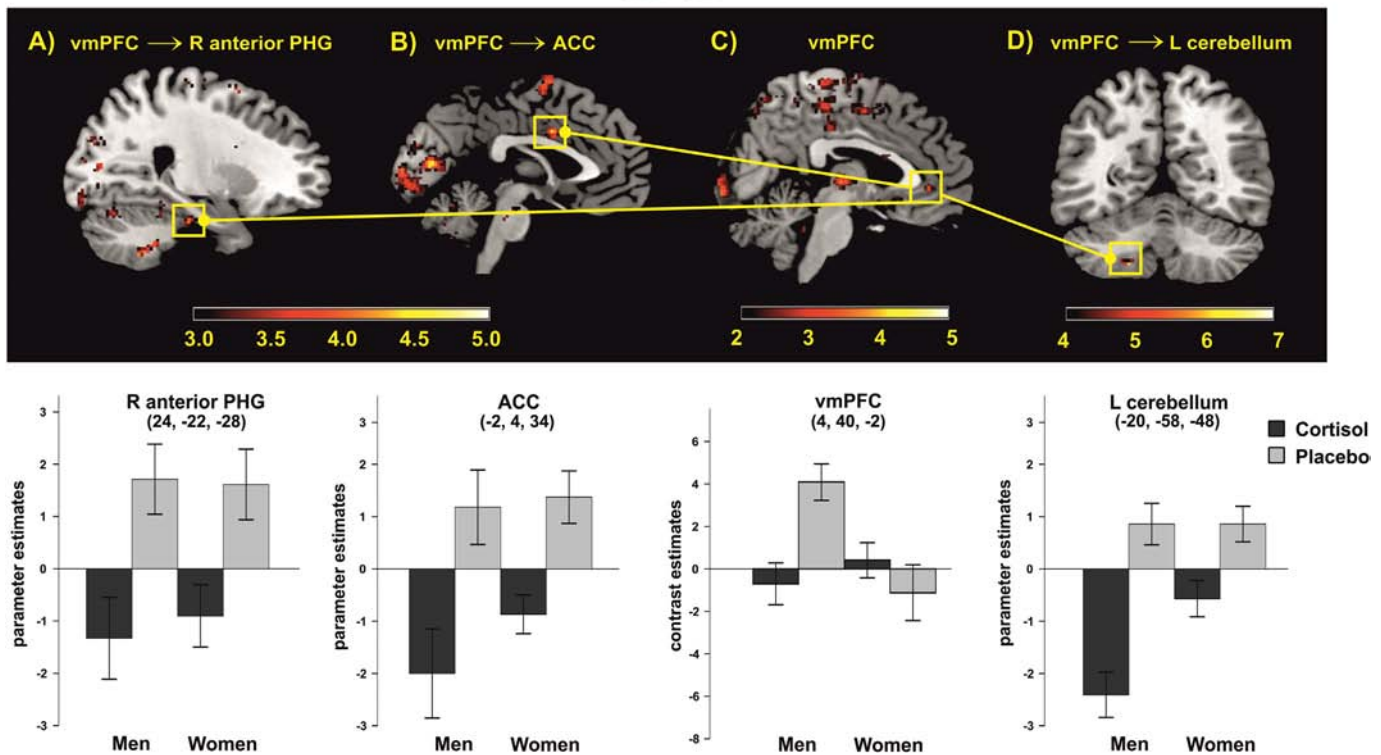 A) vmPFC → R anterior PHG
B) vmPFC → ACC
C) vmPFC
D) vmPFC → L cerebellum
3.0 3.5 4.0 4.5 5.0
2 3 4 5
4 5 6 7
R anterior PHG
(24, -22, -28)
parameter estimates
3
2
1
0
-1
-2
-3
Men Women
ACC
(-2, 4, 34)
parameter estimates
3
2
1
0
-1
-2
-3
Men Women
vmPFC
(4, 40, -2)
contrast estimates
6
4
2
0
-2
-4
-6
-8
Men Women
L cerebellum
(-20, -58, -48)
parameter estimates
3
2
1
0
-1
-2
-3
Men Women
Cortisol
Placebo